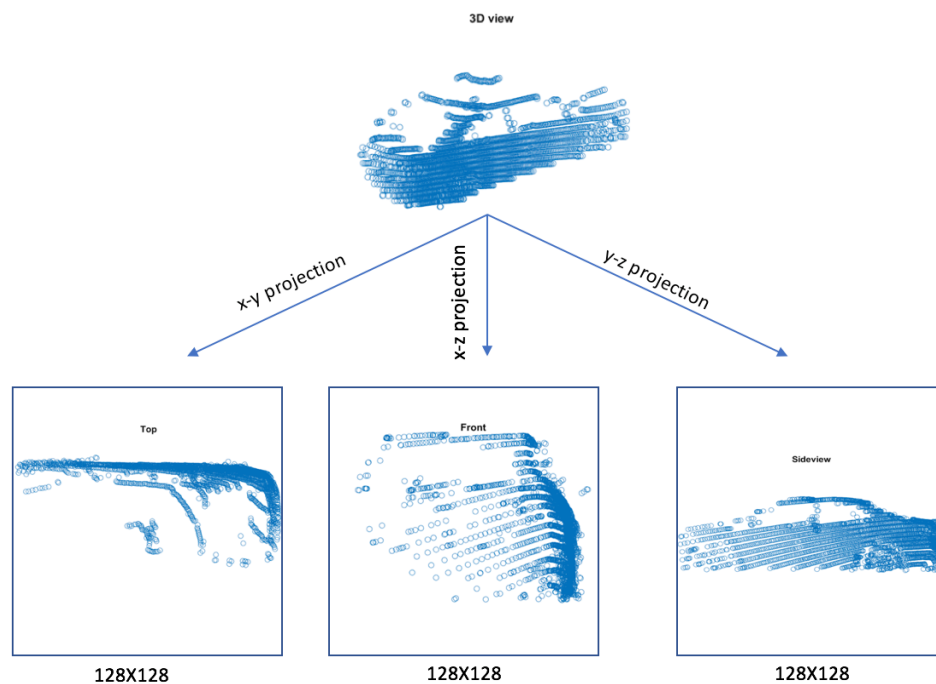 3D view
x-y projection
x-z projection
y-z projection
Top
Front
Sideview
128X128
128X128
128X128